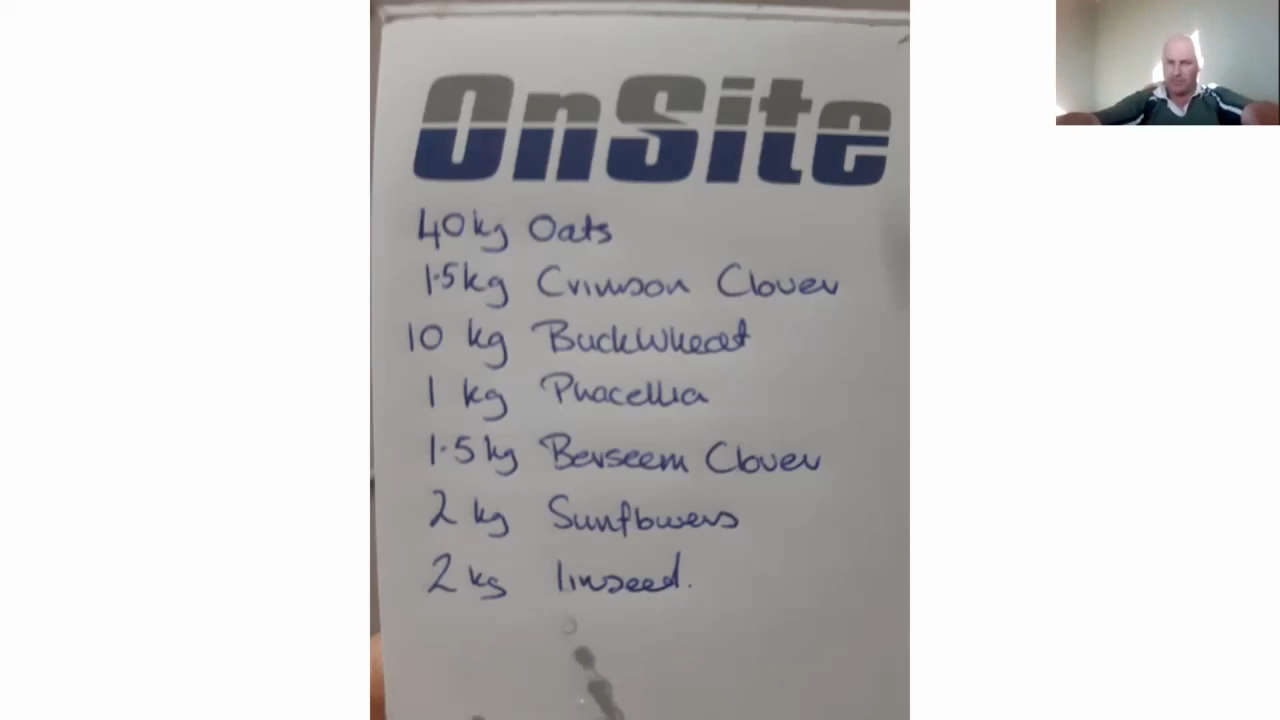 OnSite
40kg Oats
1.5kg Crimson Clover
10 kg Buckwheat
1 kg Phacellia
1.5kg Berseem Clover
2 kg Sunflowers
2 kg linseed.